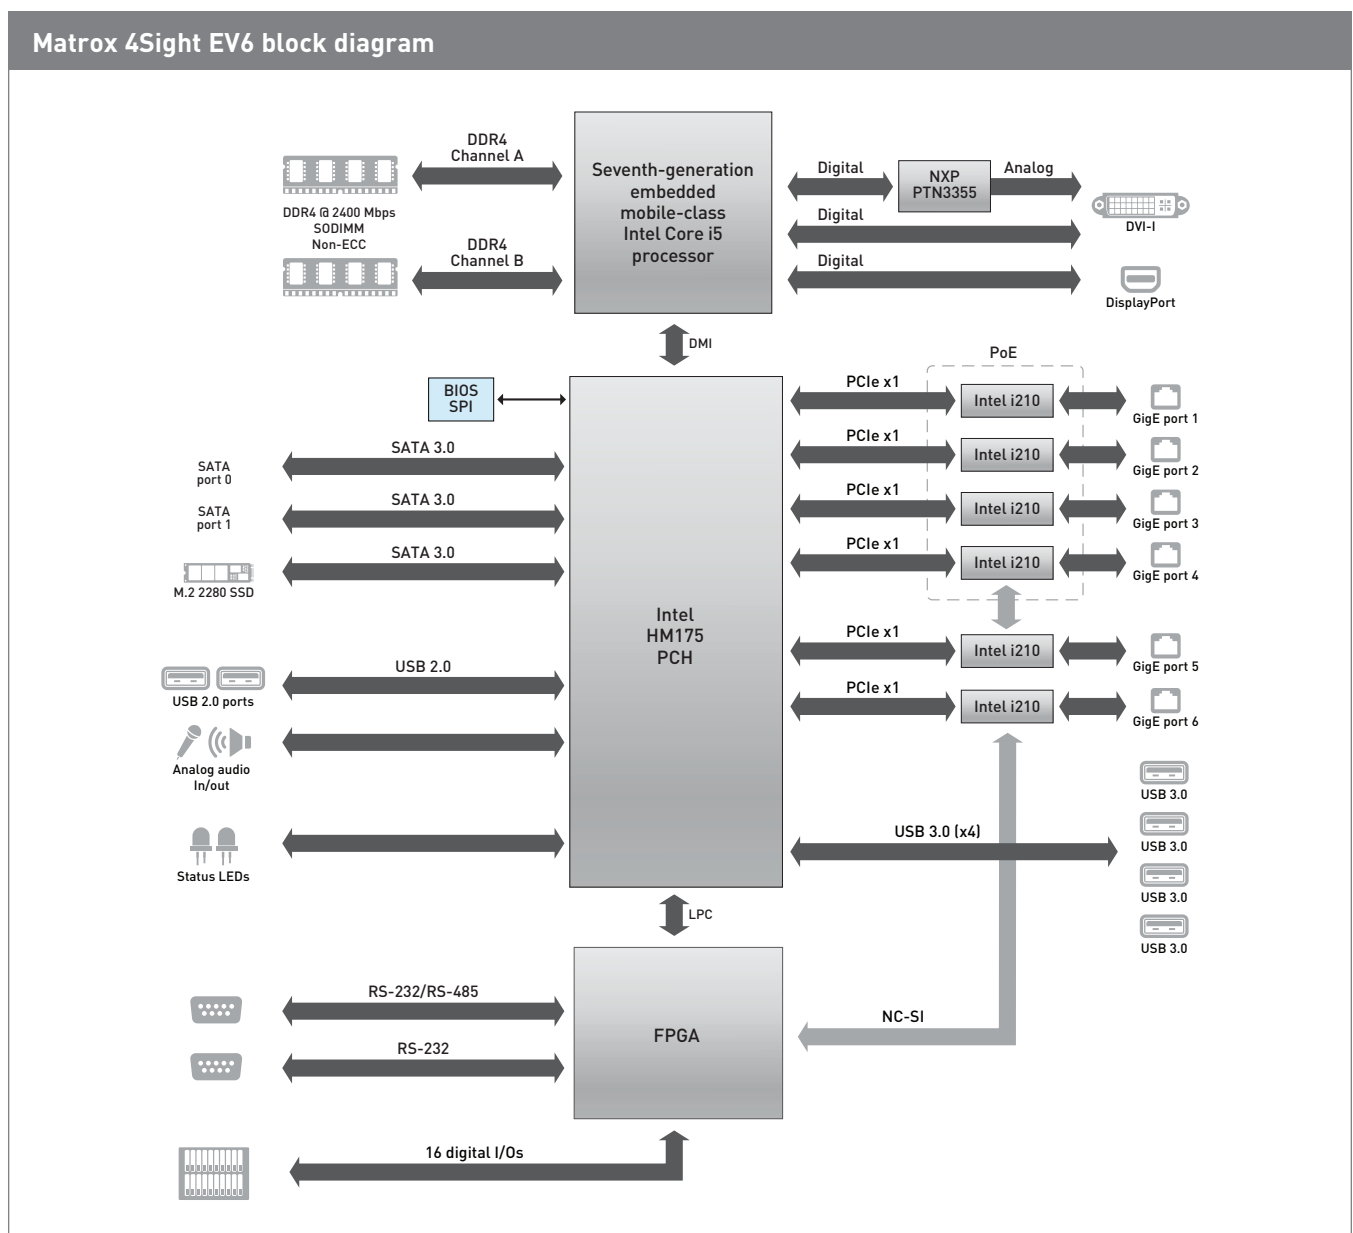 Matrox 4Sight EV6 block diagram
DDR4
Channel A
DDR4 @ 2400 Mbps
SODIMM
Non-ECC
DDR4
Channel B
Seventh-generation
embedded
mobile-class
Intel Core i5
processor
Digital
NXP
PTN3355
Analog
Digital
DVI-I
Digital
DisplayPort
DMI
PoE
BIOS
SPI
SATA 3.0
SATA
port 0
SATA 3.0
SATA
port 1
SATA 3.0
M.2 2280 SSD
USB 2.0
USB 2.0 ports
Analog audio
In/out
Status LEDs
Intel
HM175
PCH
PCIe x1
Intel i210
GigE port 1
PCIe x1
Intel i210
GigE port 2
PCIe x1
Intel i210
GigE port 3
PCIe x1
Intel i210
GigE port 4
PCIe x1
Intel i210
GigE port 5
PCIe x1
Intel i210
GigE port 6
USB 3.0 (x4)
USB 3.0
USB 3.0
USB 3.0
USB 3.0
LPC
RS-232/RS-485
RS-232
FPGA
NC-SI
16 digital I/Os